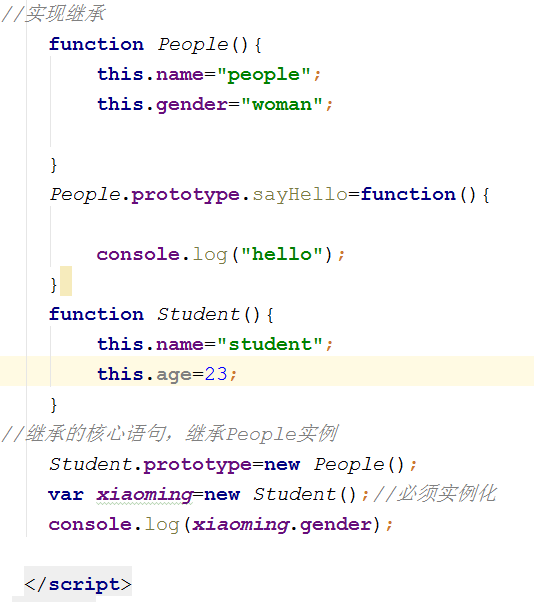 //实现继承
function People(){
this.name="people";
this.gender="woman";
}
People.prototype.sayHello=function(){
console.log("hello");
}
function Student(){
this.name="student";
this.age=23;
}
//继承的核心语句，继承People实例
Student.prototype=new People();
var xiaoming=new Student();//必须实例化
console.log(xiaoming.gender);
</script>